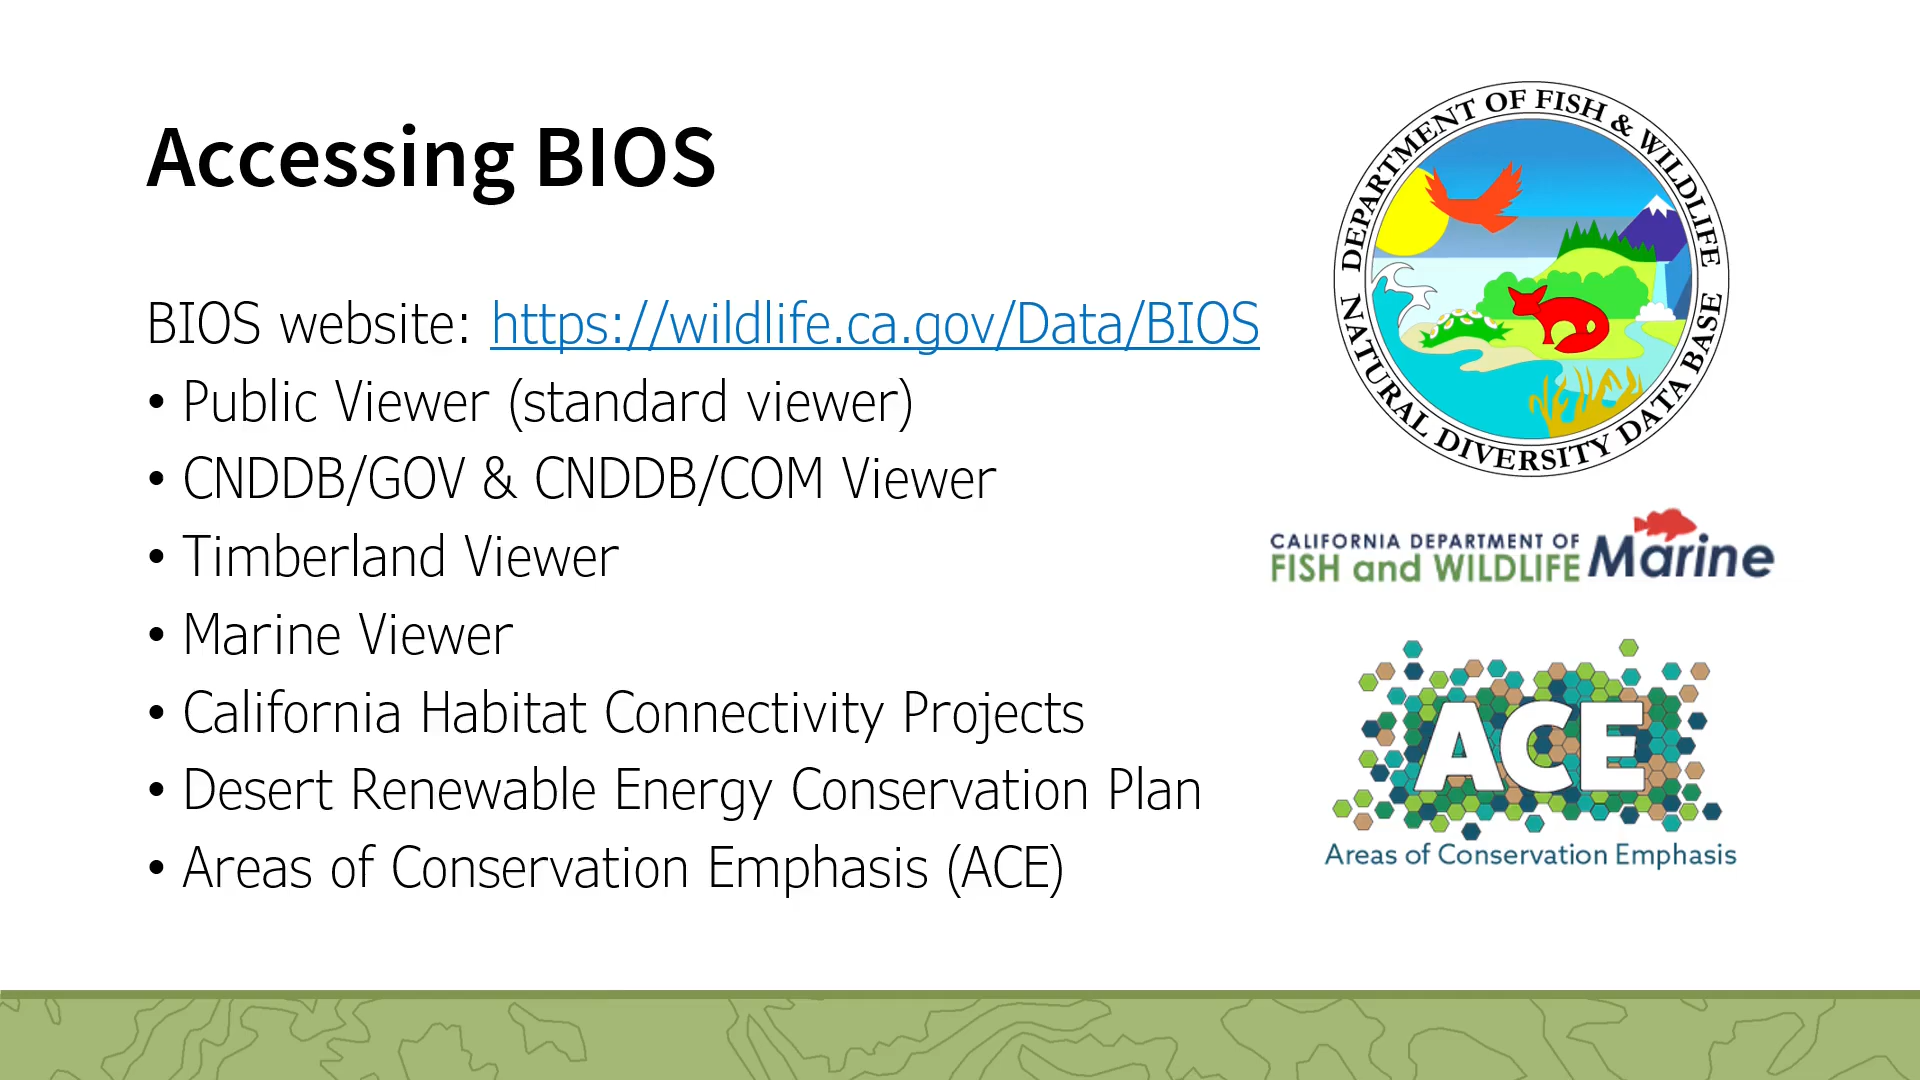 Accessing BIOS
BIOS website: https://wildlife.ca.gov/Data/BIOS
• Public Viewer (standard viewer)
• CNDDB/GOV & CNDDB/COM Viewer
• Timberland Viewer
• Marine Viewer
• California Habitat Connectivity Projects
• Desert Renewable Energy Conservation Plan
• Areas of Conservation Emphasis (ACE)
DEPARTMENT OF FISH & WILDLIFE
NATURAL DIVERSITY DATA BASE
CALIFORNIA DEPARTMENT OF
FISH and WILDLIFE Marine
ACE
Areas of Conservation Emphasis